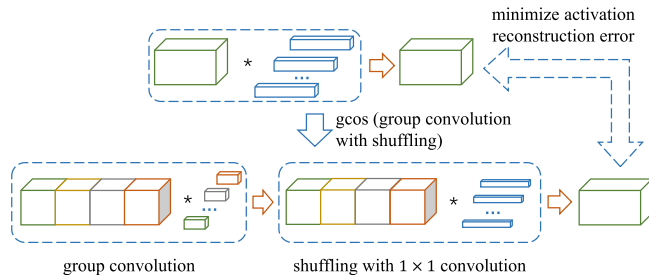 minimize activation
reconstruction error
*
...
gcos (group convolution
with shuffling)
*
...
*
...
group convolution
shuffling with 1 × 1 convolution